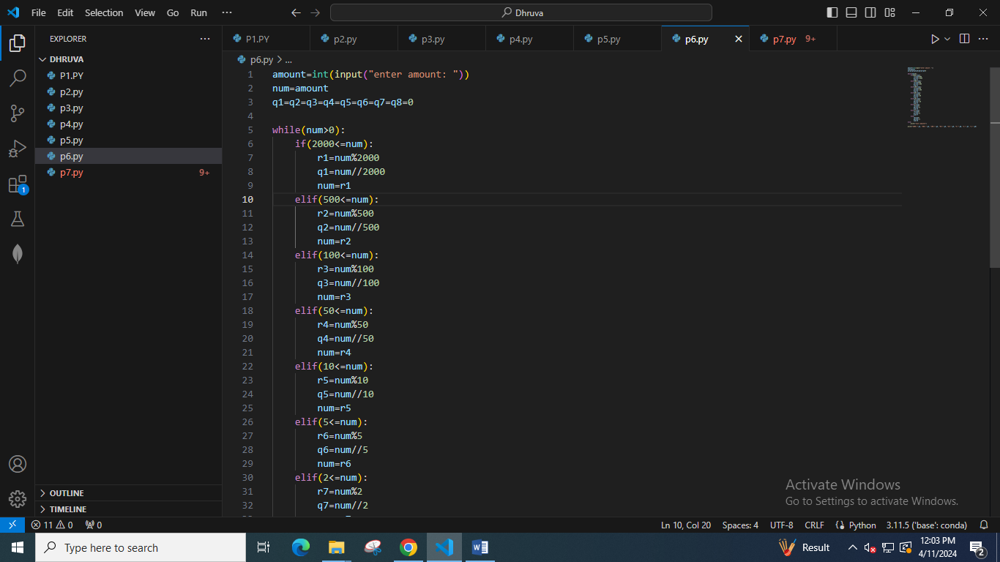 File Edit Selection View Go Run ··· Dhruva
EXPLORER ···
P1.PY p2.py p3.py p4.py p5.py p6.py p7.py 9+
DHRUVA
P1.PY
p2.py
p3.py
p4.py
p5.py
p6.py
p7.py 9+
OUTLINE
TIMELINE
p6.py > ...
1 amount=int(input("enter amount: "))
2 num=amount
3 q1=q2=q3=q4=q5=q6=q7=q8=0
4
5 while(num>0):
6 if(2000<=num):
7 r1=num%2000
8 q1=num//2000
9 num=r1
10 elif(500<=num):
11 r2=num%500
12 q2=num//500
13 num=r2
14 elif(100<=num):
15 r3=num%100
16 q3=num//100
17 num=r3
18 elif(50<=num):
19 r4=num%50
20 q4=num//50
21 num=r4
22 elif(10<=num):
23 r5=num%10
24 q5=num//10
25 num=r5
26 elif(5<=num):
27 r6=num%5
28 q6=num//5
29 num=r6
30 elif(2<=num):
31 r7=num%2
32 q7=num//2
1
Activate Windows
Go to Settings to activate Windows.
11 0 0 Ln 10, Col 20 Spaces: 4 UTF-8 CRLF Python 3.11.5 ('base': conda)
Type here to search Result 12:03 PM
4/11/2024
2